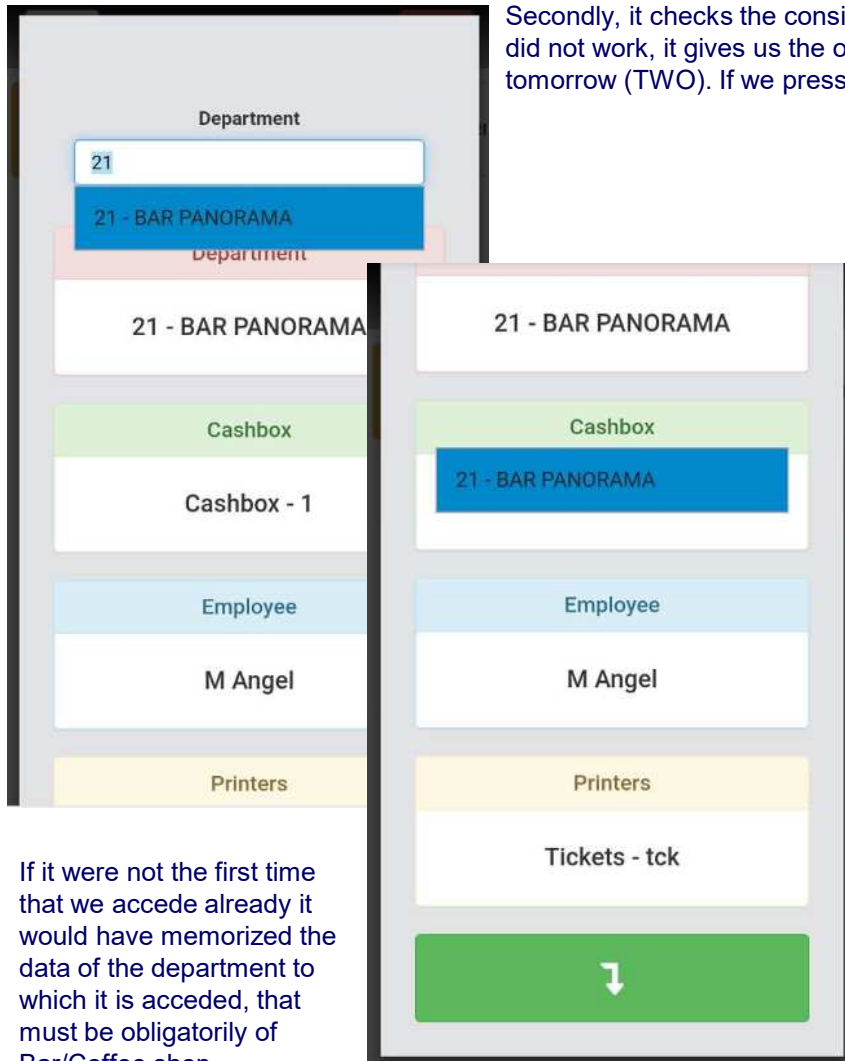 Secondly, it checks the consi
did not work, it gives us the o
tomorrow (TWO). If we press
Department
21
21 - BAR PANORAMA
Department
21 - BAR PANORAMA
Cashbox
Cashbox - 1
Employee
M Angel
Printers
21 - BAR PANORAMA
Cashbox
21 - BAR PANORAMA
Employee
M Angel
Printers
Tickets - tck
If it were not the first time
that we accede already it
would have memorized the
data of the department to
which it is acceded, that
must be obligatorily of
Bar/Coffee shop